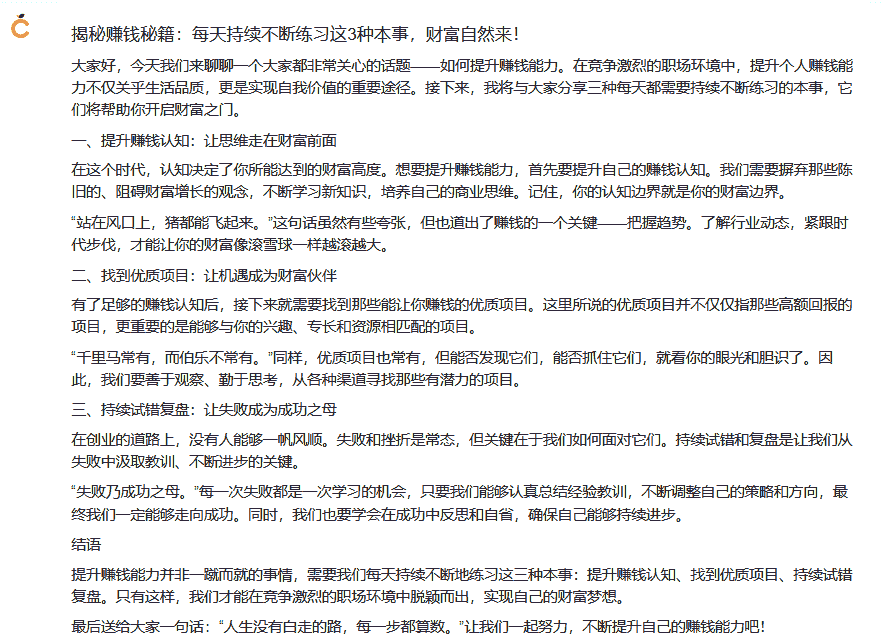 揭秘赚钱秘籍：每天持续不断练习这3种本事，财富自然来！
大家好，今天我们来聊聊一个大家都非常关心的话题——如何提升赚钱能力。在竞争激烈的职场环境中，提升个人赚钱能
力不仅关乎生活品质，更是实现自我价值的重要途径。接下来，我将与大家分享三种每天都需要持续不断练习的本事，它
们将帮助你开启财富之门。
一、提升赚钱认知：让思维走在财富前面
在这个时代，认知决定了你所能达到的财富高度。想要提升赚钱能力，首先要提升自己的赚钱认知。我们需要摒弃那些陈
旧的、阻碍财富增长的观念，不断学习新知识，培养自己的商业思维。记住，你的认知边界就是你的财富边界。
“站在风口上，猪都能飞起来。”这句话虽然有些夸张，但也道出了赚钱的一个关键——把握趋势。了解行业动态，紧跟时
代步伐，才能让你的财富像滚雪球一样越滚越大。
二、找到优质项目：让机遇成为财富伙伴
有了足够的赚钱认知后，接下来就需要找到那些能让你赚钱的优质项目。这里所说的优质项目并不仅仅指那些高额回报的
项目，更重要的是能够与你的兴趣、专长和资源相匹配的项目。
“千里马常有，而伯乐不常有。”同样，优质项目也常有，但能否发现它们，能否抓住它们，就看你的眼光和胆识了。因
此，我们要善于观察、勤于思考，从各种渠道寻找那些有潜力的项目。
三、持续试错复盘：让失败成为成功之母
在创业的道路上，没有人能够一帆风顺。失败和挫折是常态，但关键在于我们如何面对它们。持续试错和复盘是让我们从
失败中汲取教训、不断进步的关键。
“失败乃成功之母。”每一次失败都是一次学习的机会，只要我们能够认真总结经验教训，不断调整自己的策略和方向，最
终我们一定能够走向成功。同时，我们也要学会在成功中反思和自省，确保自己能够持续进步。
结语
提升赚钱能力并非一蹴而就的事情，需要我们每天持续不断地练习这三种本事：提升赚钱认知、找到优质项目、持续试错
复盘。只有这样，我们才能在竞争激烈的职场环境中脱颖而出，实现自己的财富梦想。
最后送给大家一句话：“人生没有白走的路，每一步都算数。”让我们一起努力，不断提升自己的赚钱能力吧！